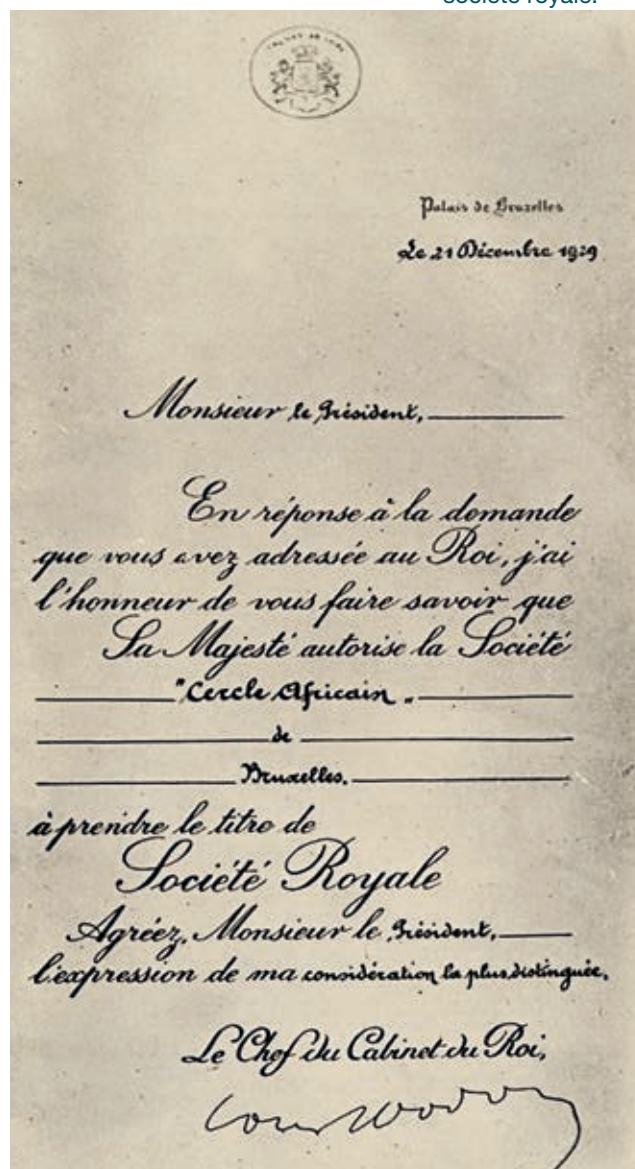 société royale.
Palais de Bruxelles
Le 21 Décembre 1929
Monsieur le Président,
En réponse à la demande
que vous avez adressée au Roi, j'ai
l'honneur de vous faire savoir que
Sa Majesté autorise la Société
"Cercle Africain"
de
Bruxelles.
à prendre le titre de
Société Royale
Agréez, Monsieur le Président,
l'expression de ma considération la plus distinguée.
Le Chef du Cabinet du Roi,